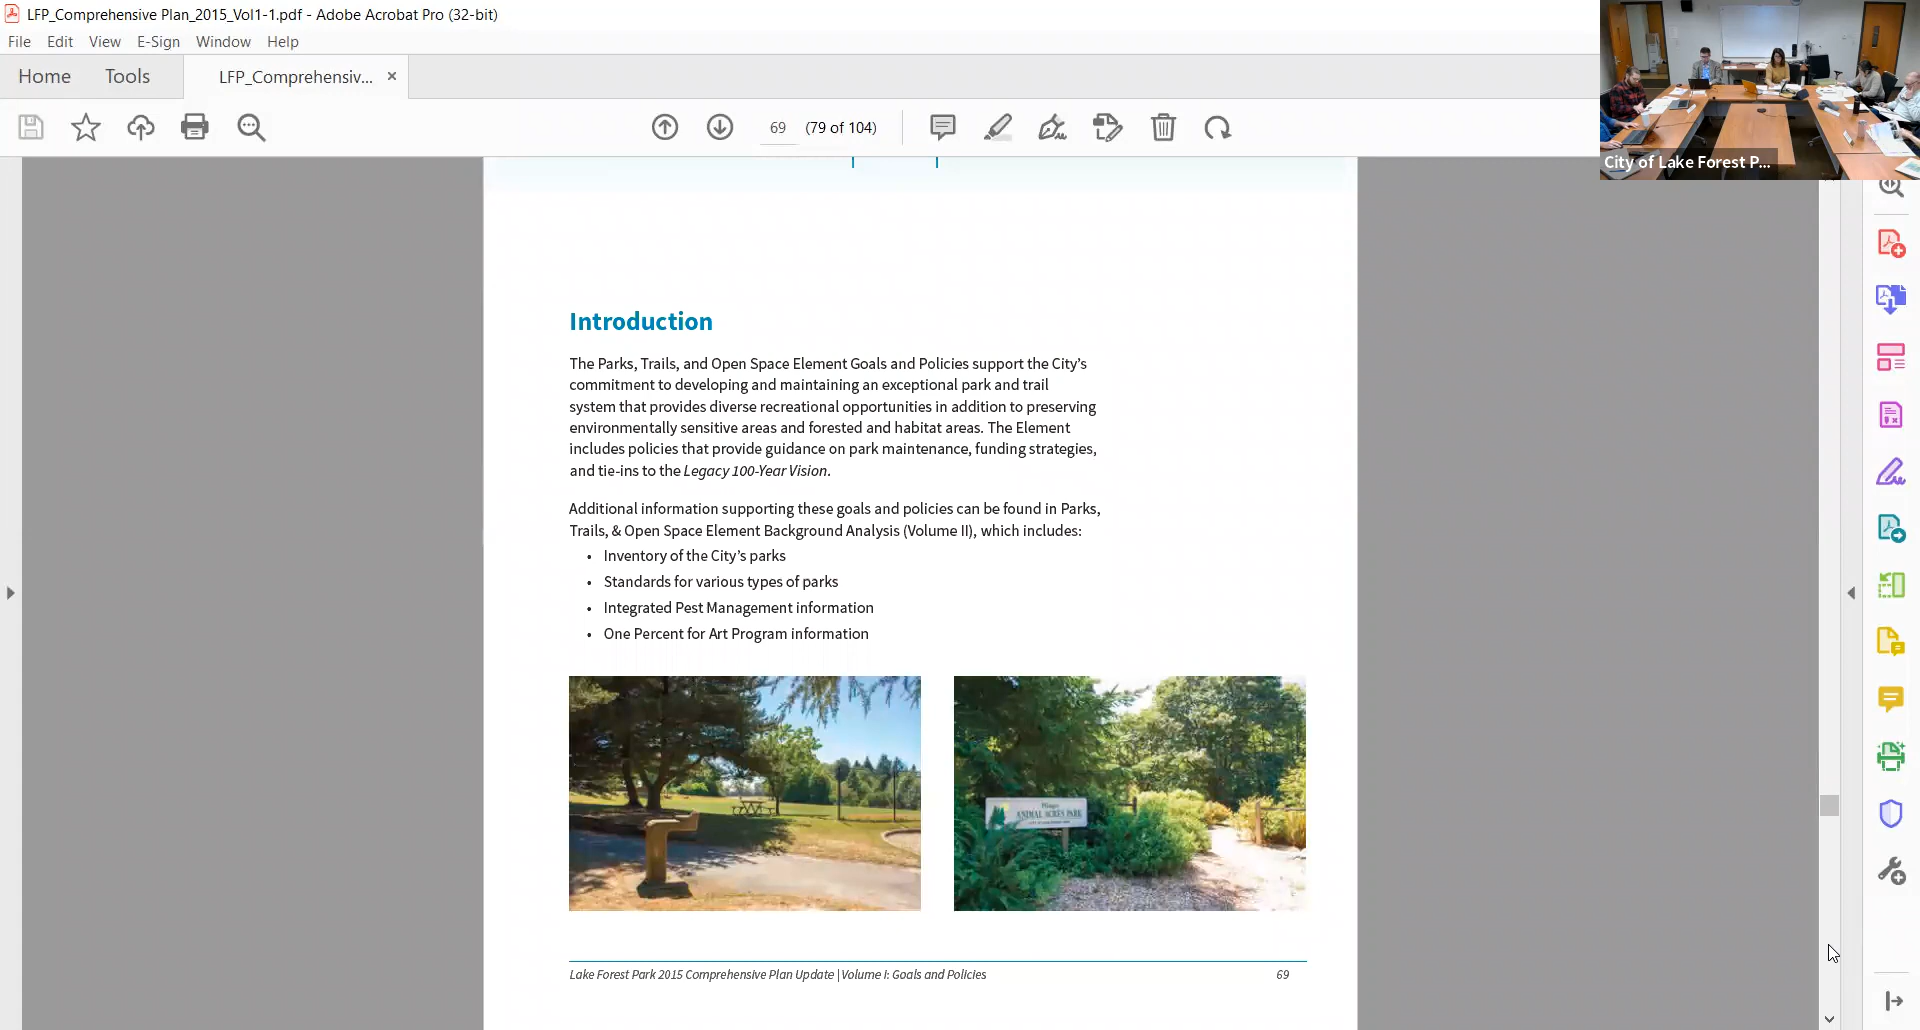 LFP_Comprehensive Plan_2015_Vol1-1.pdf - Adobe Acrobat Pro (32-bit)
File Edit View E-Sign Window Help
Home Tools LFP_Comprehensiv... ×
69 (79 of 104)
City of Lake Forest P...
Introduction
The Parks, Trails, and Open Space Element Goals and Policies support the City’s
commitment to developing and maintaining an exceptional park and trail
system that provides diverse recreational opportunities in addition to preserving
environmentally sensitive areas and forested and habitat areas. The Element
includes policies that provide guidance on park maintenance, funding strategies,
and tie-ins to the Legacy 100-Year Vision.
Additional information supporting these goals and policies can be found in Parks,
Trails, & Open Space Element Background Analysis (Volume II), which includes:
• Inventory of the City’s parks
• Standards for various types of parks
• Integrated Pest Management information
• One Percent for Art Program information
ANIMAL ACRES PARK
Lake Forest Park 2015 Comprehensive Plan Update | Volume I: Goals and Policies 69